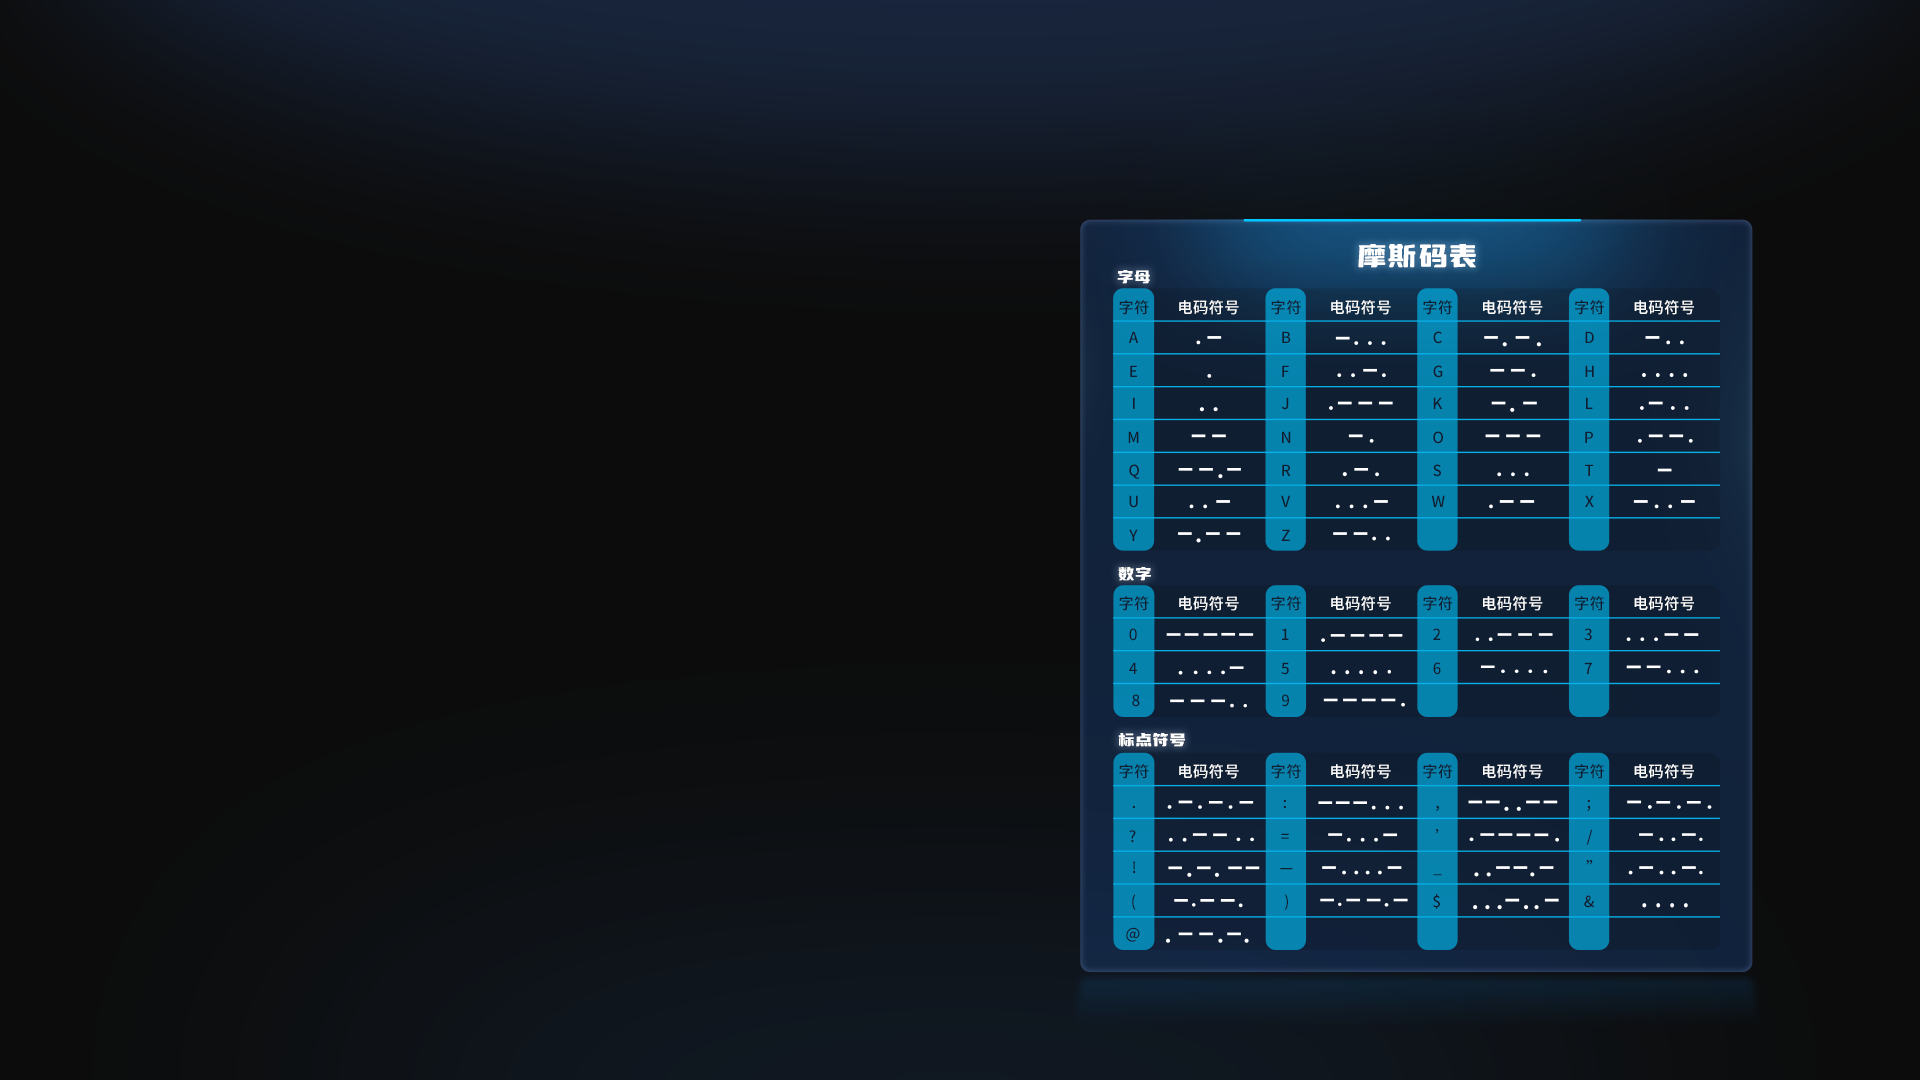 摩斯码表
字母
字符 电码符号 字符 电码符号 字符 电码符号 字符 电码符号
A .- B -... C -.-. D -..
E . F ..-. G --. H ....
I .. J .--- K -.- L .-..
M -- N -. O --- P .--.
Q --.- R .-. S ... T -
U ..- V ...- W .-- X -..-
Y -.-- Z --..
数字
字符 电码符号 字符 电码符号 字符 电码符号 字符 电码符号
0 ----- 1 .---- 2 ..--- 3 ...--
4 ....- 5 ..... 6 -.... 7 --...
8 ---.. 9 ----.
标点符号
字符 电码符号 字符 电码符号 字符 电码符号 字符 电码符号
. .-.-.- : ---... , --..-- ; -.-.-.
? ..--.. = -...- ’ .----. / -..-.
! -.-.-- — -....- _ ..--.- ” .-..-.
( -.--. ) -.--.- $ ...-..- & ....
@ .--.-.